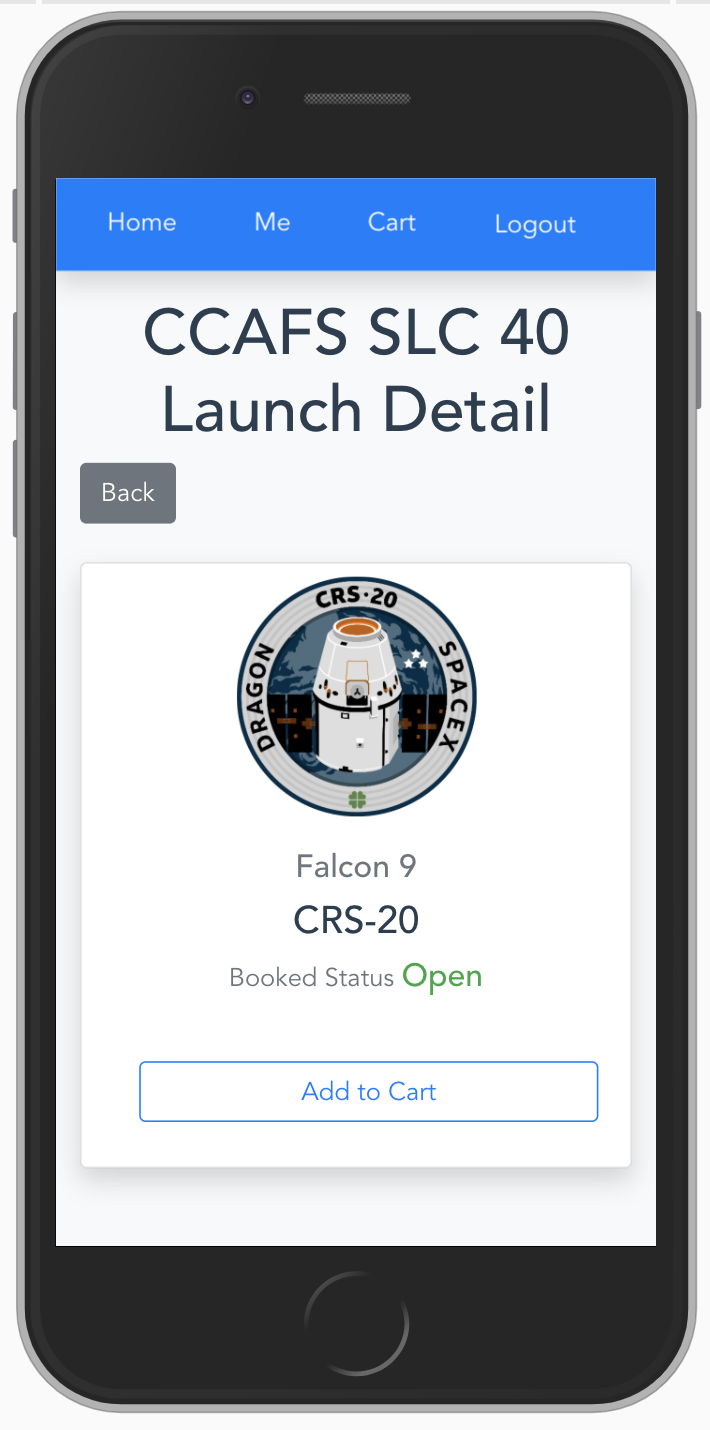 Home Me Cart Logout
CCAFS SLC 40
Launch Detail
Back
CRS·20
DRAGON
SPACEX
Falcon 9
CRS-20
Booked Status Open
Add to Cart